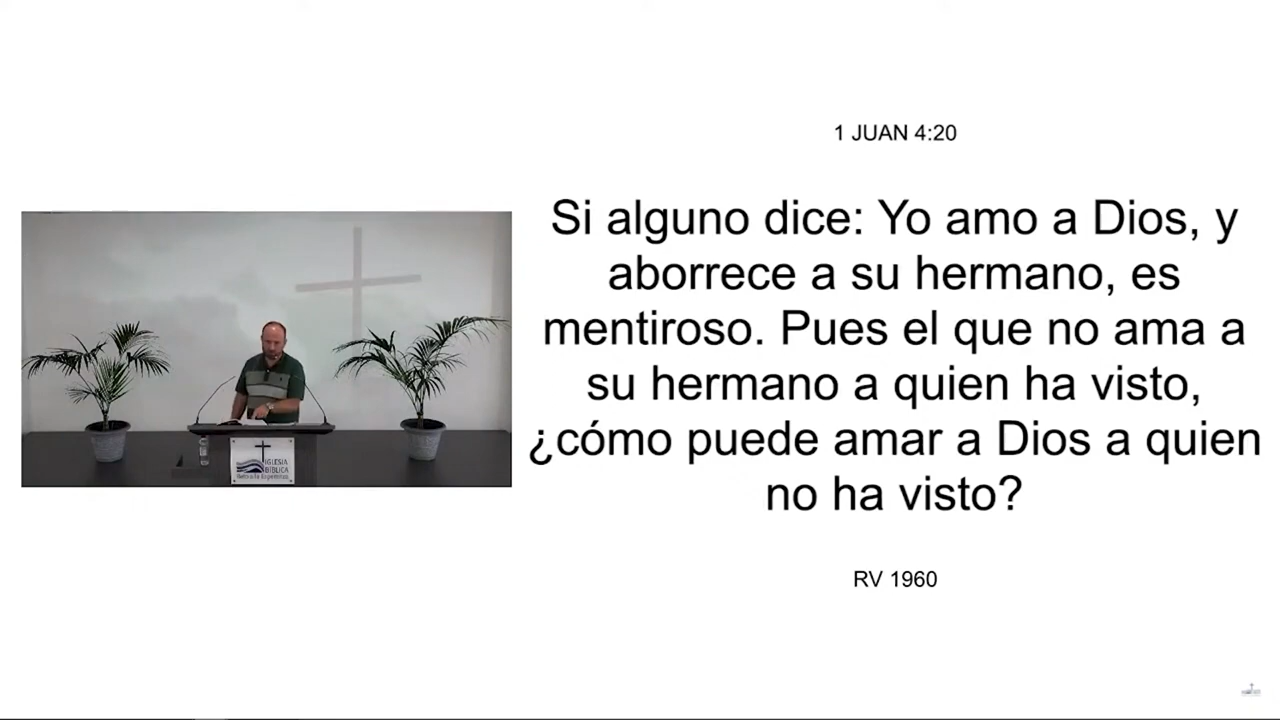 1 JUAN 4:20
Si alguno dice: Yo amo a Dios, y
aborrece a su hermano, es
mentiroso. Pues el que no ama a
su hermano a quien ha visto,
¿cómo puede amar a Dios a quien
no ha visto?
RV 1960
IGLESIA
BÍBLICA